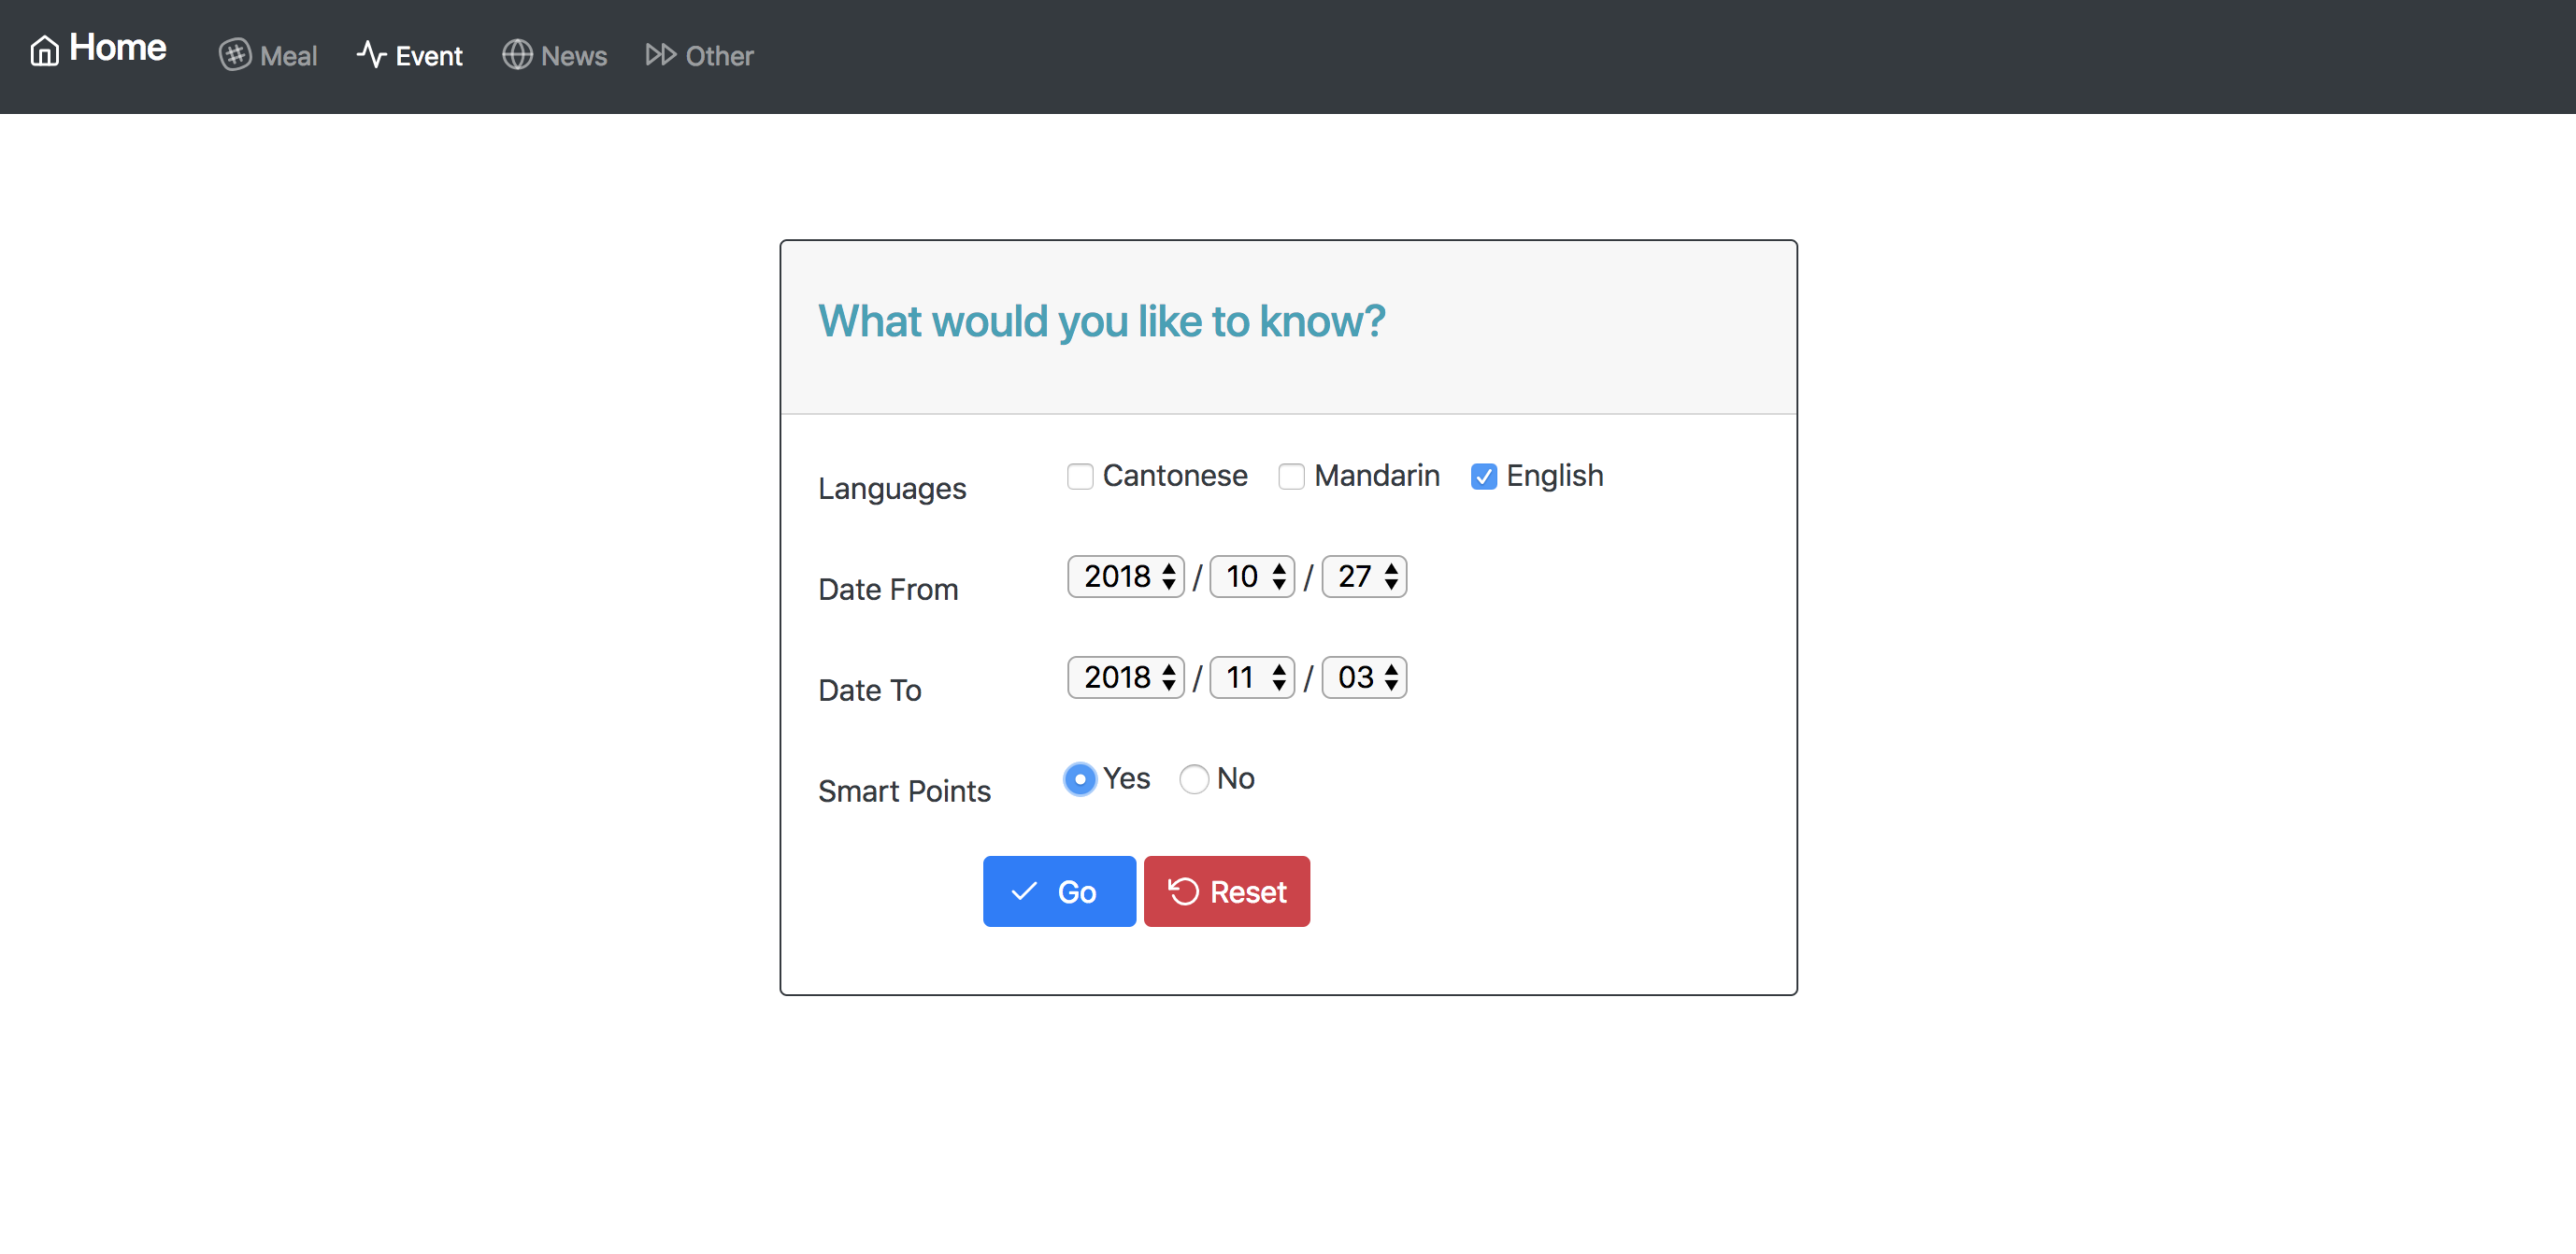 Home Meal Event News Other
What would you like to know?
Languages Cantonese Mandarin English
Date From 2018 / 10 / 27
Date To 2018 / 11 / 03
Smart Points Yes No
Go Reset